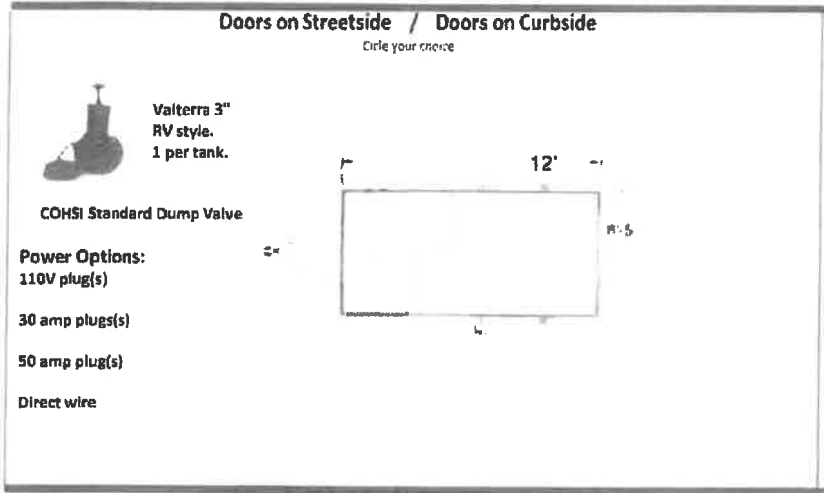 Doors on Streetside / Doors on Curbside
Cirle your choice
Valterra 3"
RV style.
1 per tank.
12'
COHSI Standard Dump Valve
Power Options:
110V plug(s)
30 amp plugs(s)
50 amp plug(s)
Direct wire